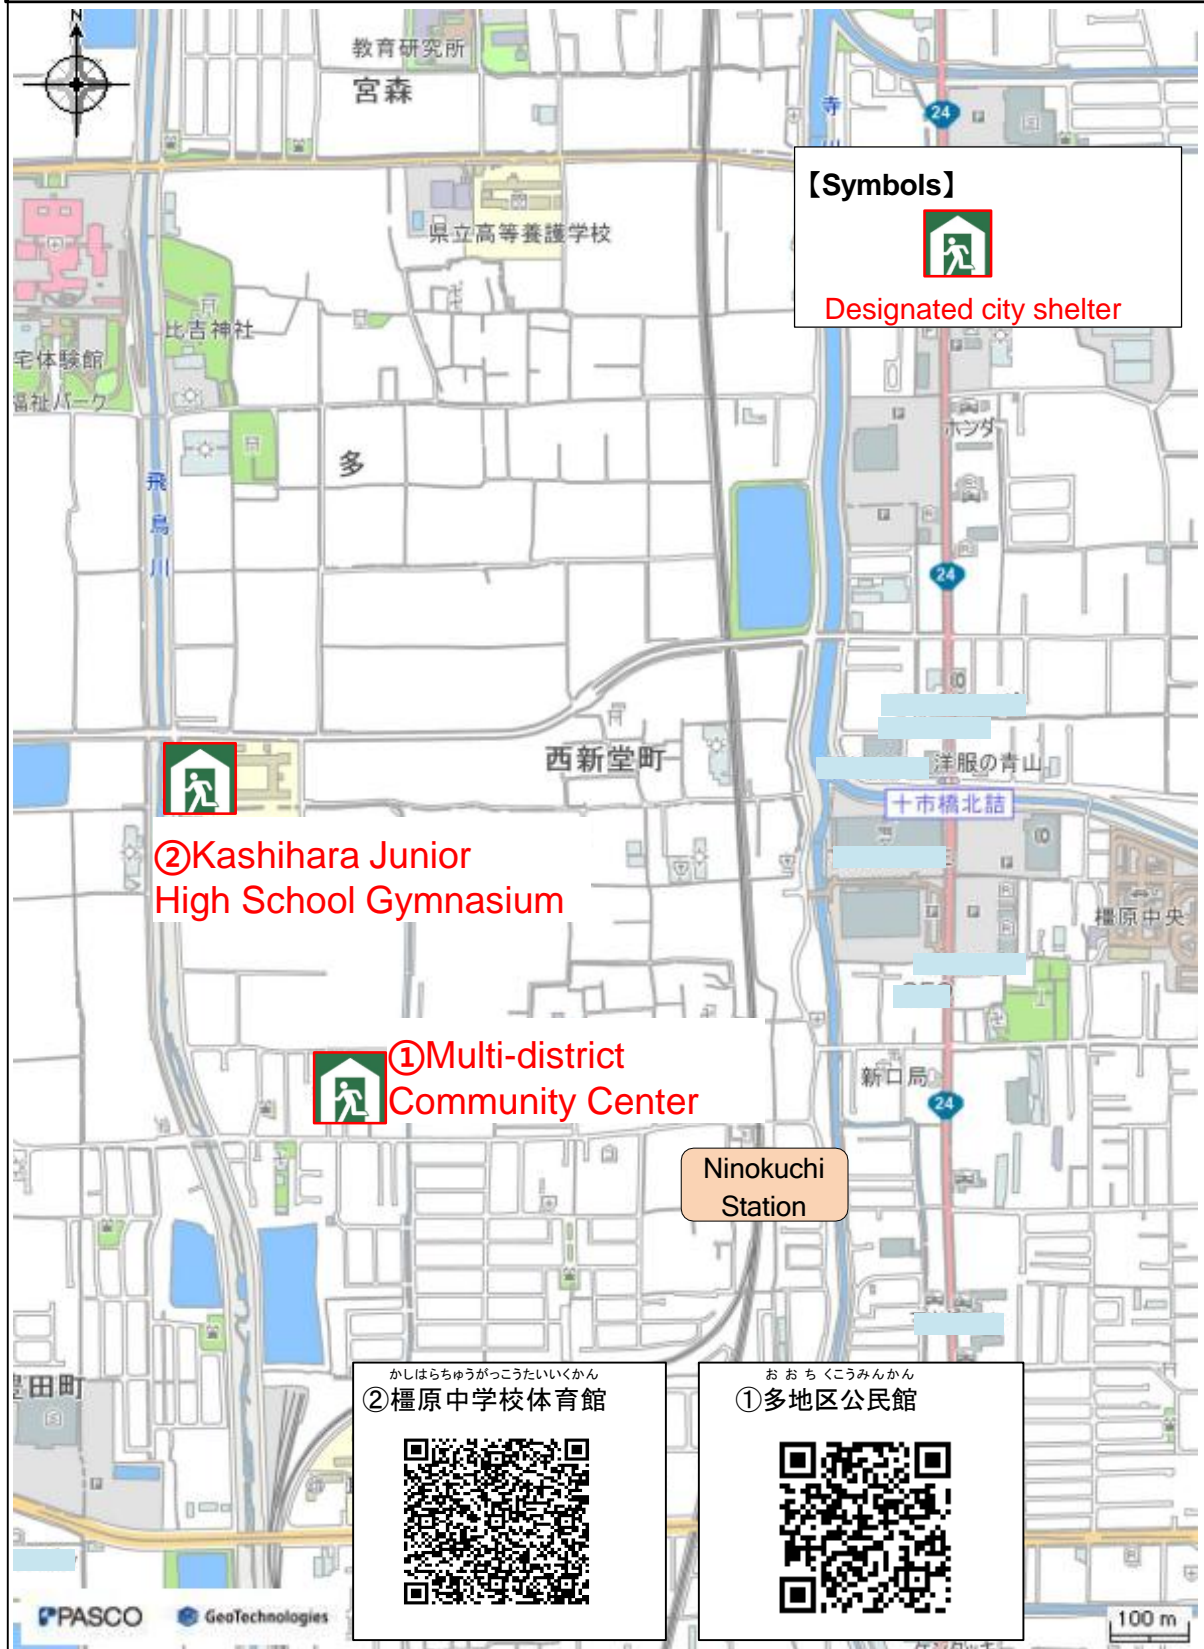 N
教育研究所
宮森
寺
川
24
【Symbols】
Designated city shelter
県立高等養護学校
比吉神社
宅体験館
福祉パーク
ホンダ
多
飛
鳥
川
24
西新堂町
洋服の青山
十市橋北詰
②Kashihara Junior
High School Gymnasium
橿原中央
①Multi-district
Community Center
新口局
24
Ninokuchi
Station
豊田町
かしはらちゅうがっこうたいいくかん
②橿原中学校体育館
おおちくこうみんかん
①多地区公民館
PASCO
GeoTechnologies
100 m